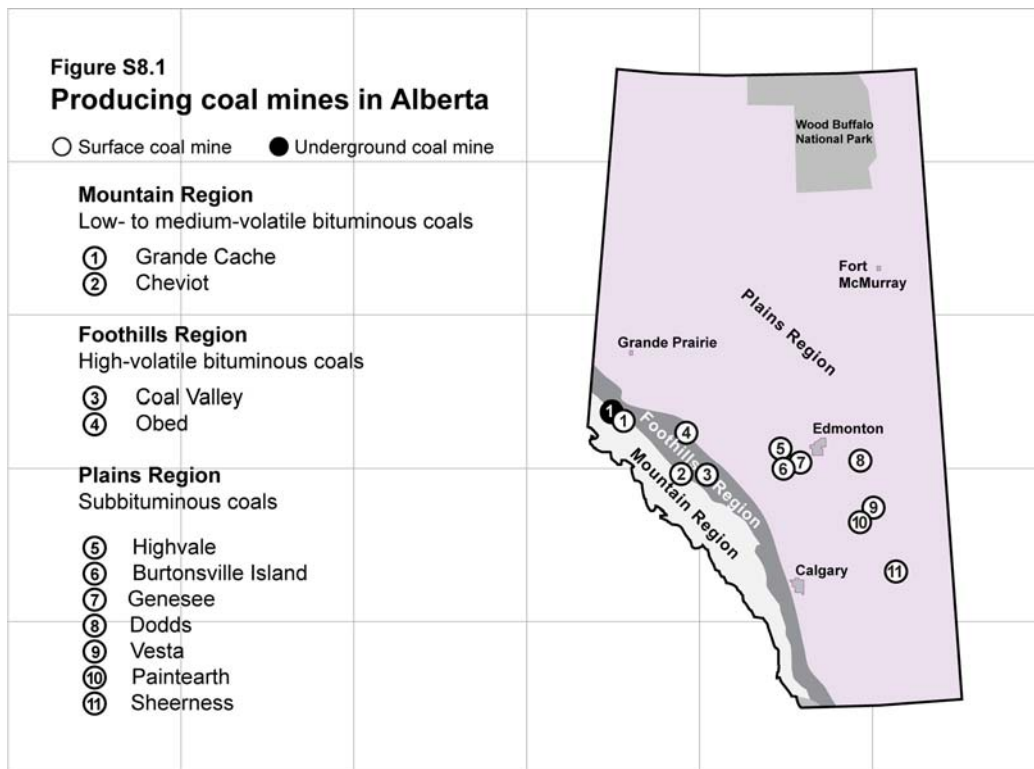 Figure S8.1
Producing coal mines in Alberta
Surface coal mine
Underground coal mine
Mountain Region
Low- to medium-volatile bituminous coals
1 Grande Cache
2 Cheviot
Foothills Region
High-volatile bituminous coals
3 Coal Valley
4 Obed
Plains Region
Subbituminous coals
5 Highvale
6 Burtonsville Island
7 Genesee
8 Dodds
9 Vesta
10 Paintearth
11 Sheerness
Wood Buffalo
National Park
Fort
McMurray
Plains Region
Grande Prairie
1
1
4
Foothills Region
Edmonton
5
6
7
8
2
3
Mountain Region
9
10
Calgary
11